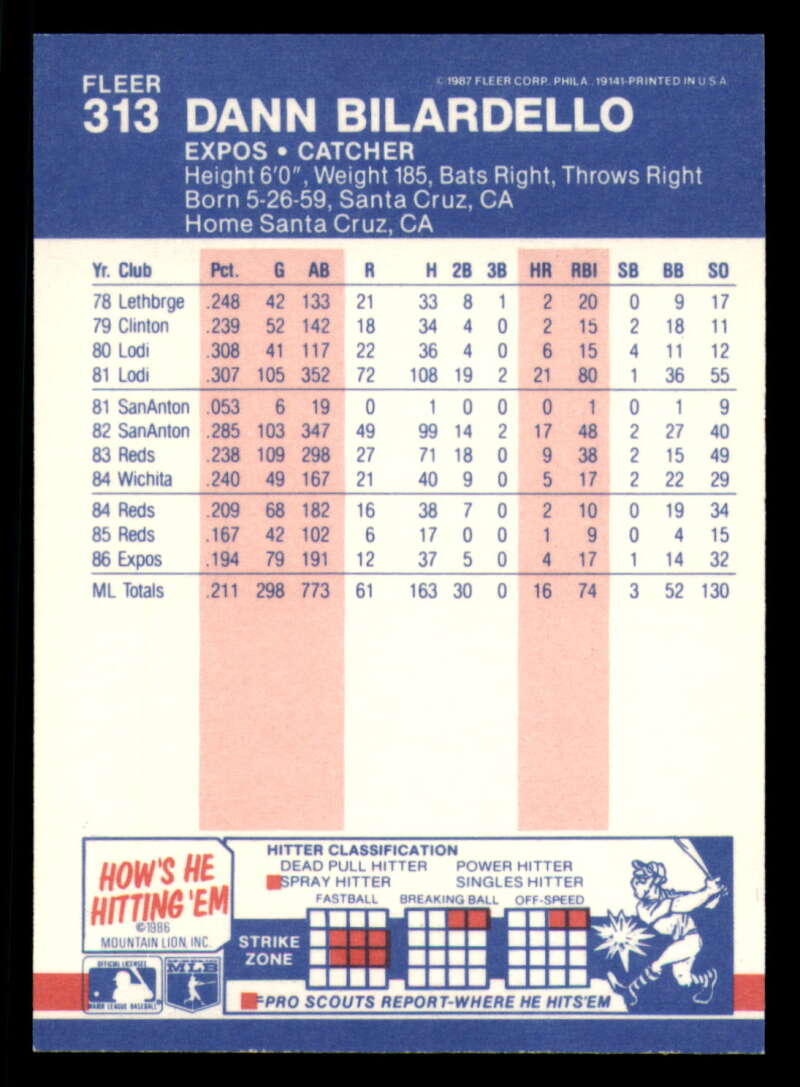 FLEER
© 1987 FLEER CORP. PHILA. 19141-PRINTED IN U S A
313 DANN BILARDELLO
EXPOS • CATCHER
Height 6'0", Weight 185, Bats Right, Throws Right
Born 5-26-59, Santa Cruz, CA
Home Santa Cruz, CA
Yr. Club Pct. G AB R H 2B 3B HR RBI SB BB SO
78 Lethbrge .248 42 133 21 33 8 1 2 20 0 9 17
79 Clinton .239 52 142 18 34 4 0 2 15 2 18 11
80 Lodi .308 41 117 22 36 4 0 6 15 4 11 12
81 Lodi .307 105 352 72 108 19 2 21 80 1 36 55
81 SanAnton .053 6 19 0 1 0 0 0 1 0 1 9
82 SanAnton .285 103 347 49 99 14 2 17 48 2 27 40
83 Reds .238 109 298 27 71 18 0 9 38 2 15 49
84 Wichita .240 49 167 21 40 9 0 5 17 2 22 29
84 Reds .209 68 182 16 38 7 0 2 10 0 19 34
85 Reds .167 42 102 6 17 0 0 1 9 0 4 15
86 Expos .194 79 191 12 37 5 0 4 17 1 14 32
ML Totals .211 298 773 61 163 30 0 16 74 3 52 130
HOW'S HE
HITTING 'EM
©1986
MOUNTAIN LION, INC.
HITTER CLASSIFICATION
DEAD PULL HITTER POWER HITTER
SPRAY HITTER SINGLES HITTER
FASTBALL BREAKING BALL OFF-SPEED
STRIKE
ZONE
=PRO SCOUTS REPORT-WHERE HE HITS'EM
OFFICIAL LICENSEE
MAJOR LEAGUE BASEBALL
MLB